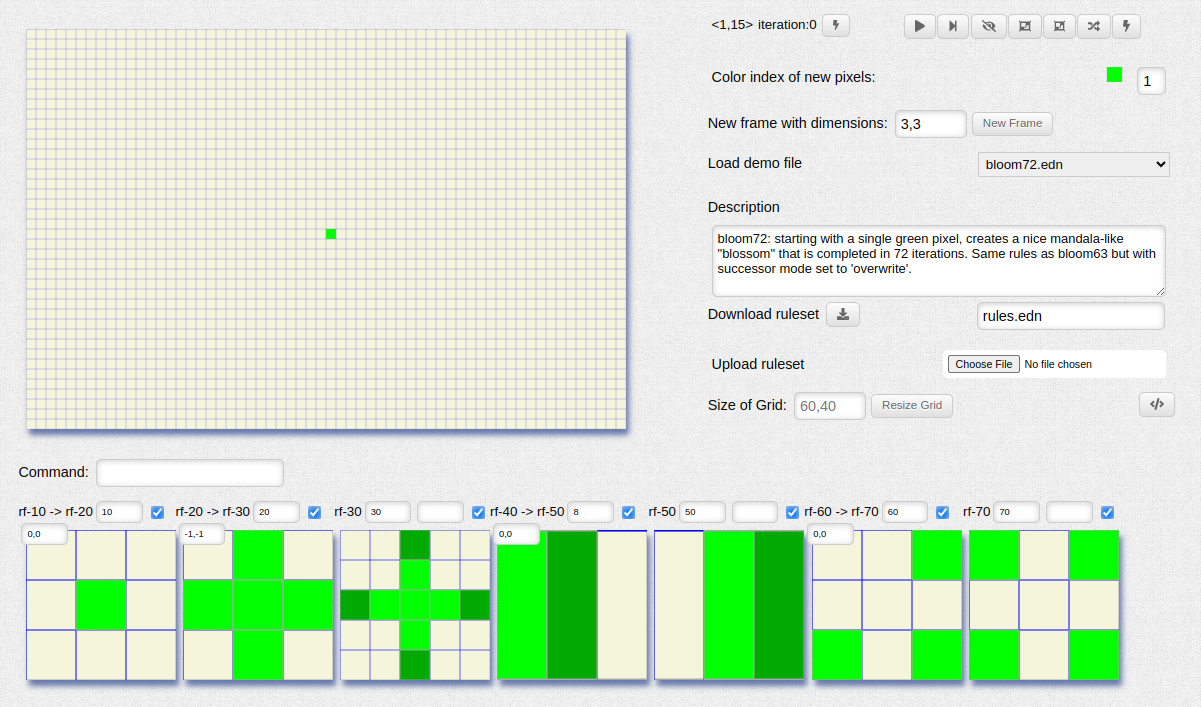 <1,15> iteration:0
Color index of new pixels:
1
New frame with dimensions:
3,3
New Frame
Load demo file
bloom72.edn
Description
bloom72: starting with a single green pixel, creates a nice mandala-like
"blossom" that is completed in 72 iterations. Same rules as bloom63 but with
successor mode set to 'overwrite'.
Download ruleset
rules.edn
Upload ruleset
Choose File No file chosen
Size of Grid:
60,40
Resize Grid
Command:
rf-10 -> rf-20 10 rf-20 -> rf-30 20 rf-30 30 rf-40 -> rf-50 8 rf-50 50 rf-60 -> rf-70 60 rf-70 70
0,0 -1,-1 0,0 0,0